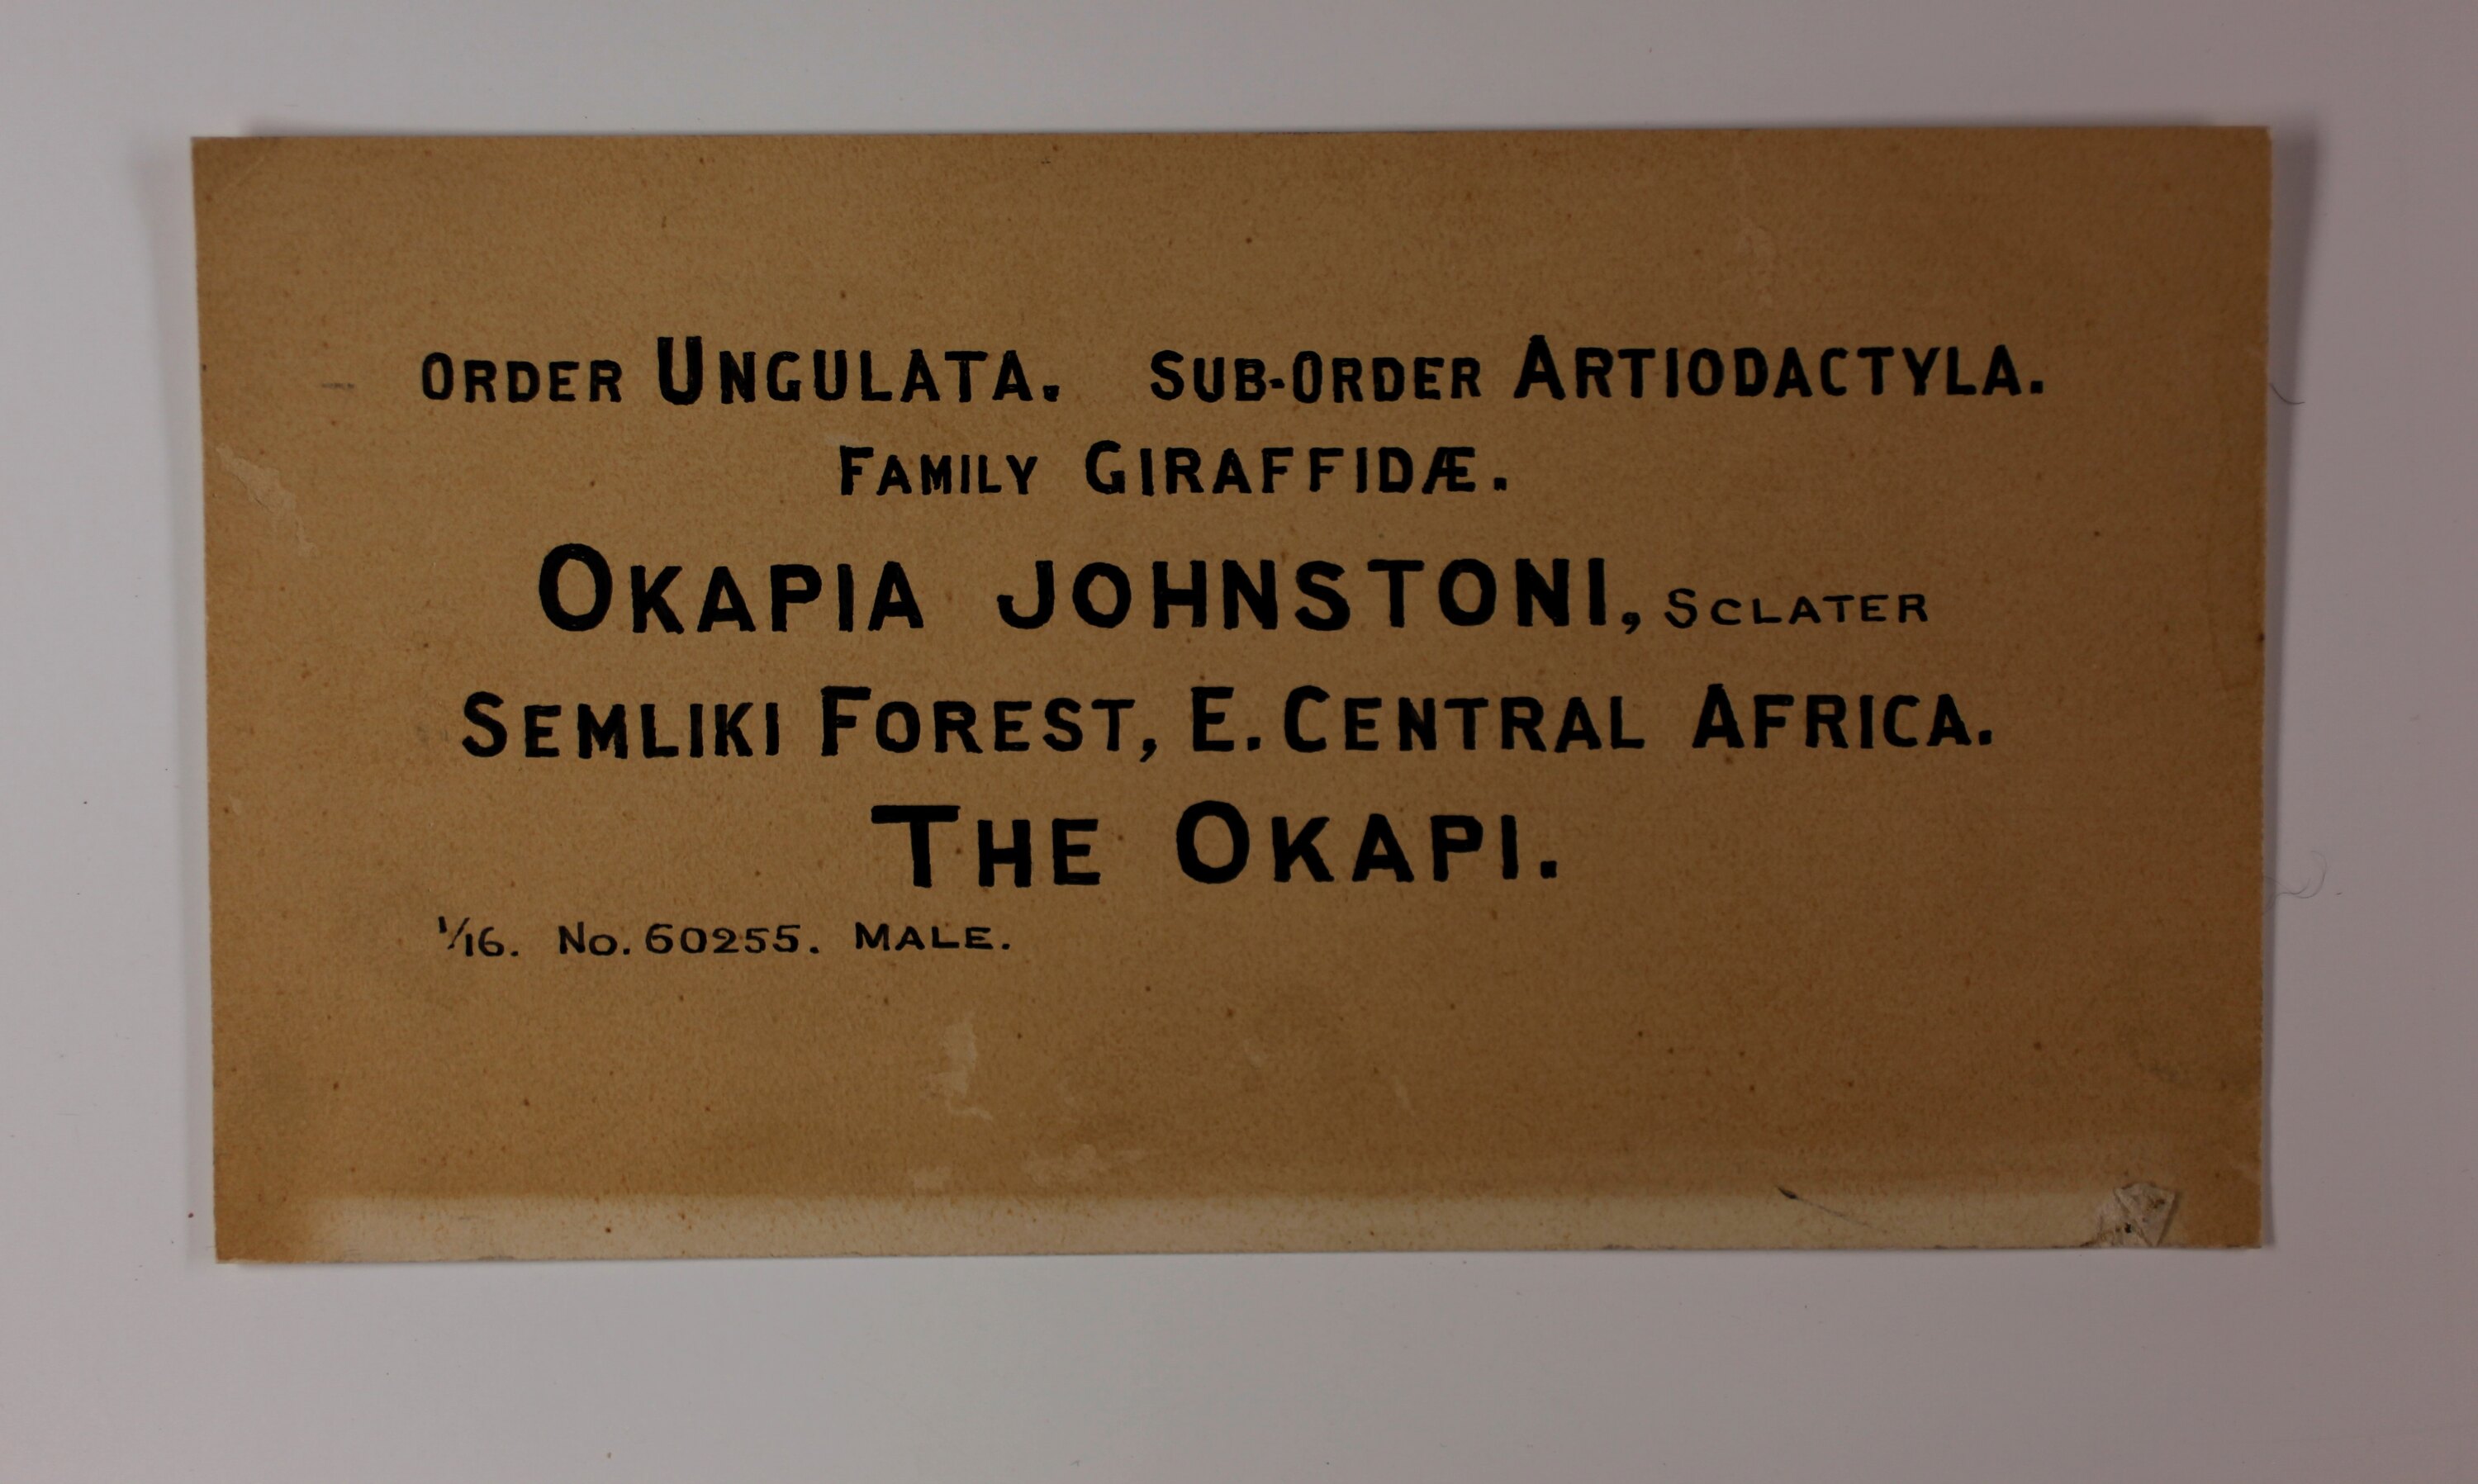 ORDER UNGULATA. SUB-ORDER ARTIODACTYLA.
FAMILY GIRAFFIDÆ.
OKAPIA JOHNSTONI, SCLATER
SEMLIKI FOREST, E. CENTRAL AFRICA.
THE OKAPI.
1/16. No. 60255. MALE.